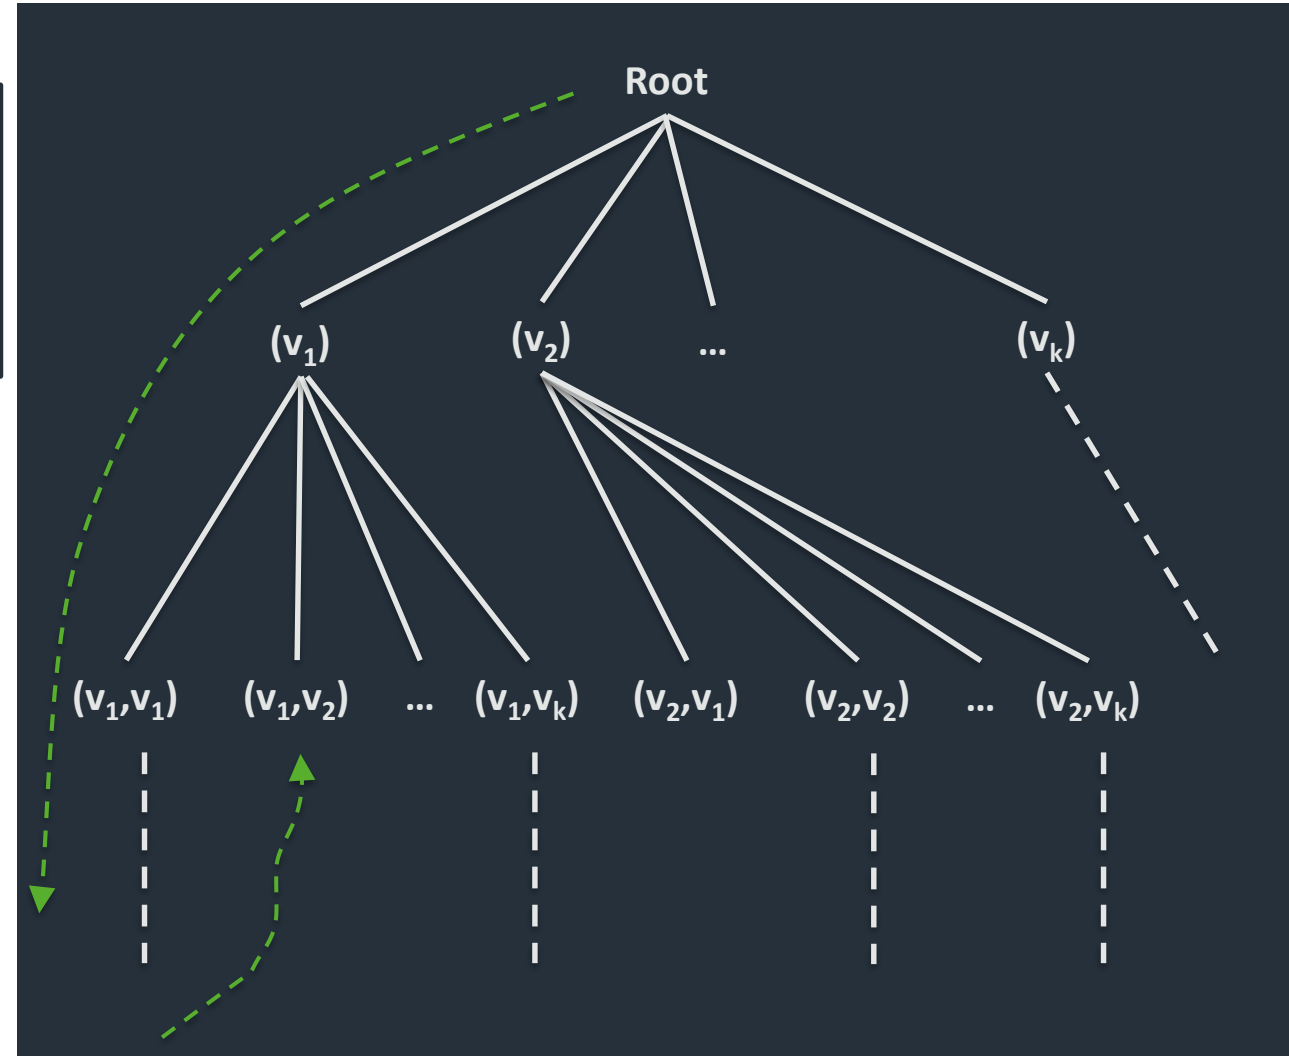 Root
(v₁) (v₂) ... (vₖ)
(v₁,v₁) (v₁,v₂) ... (v₁,vₖ) (v₂,v₁) (v₂,v₂) ... (v₂,vₖ)